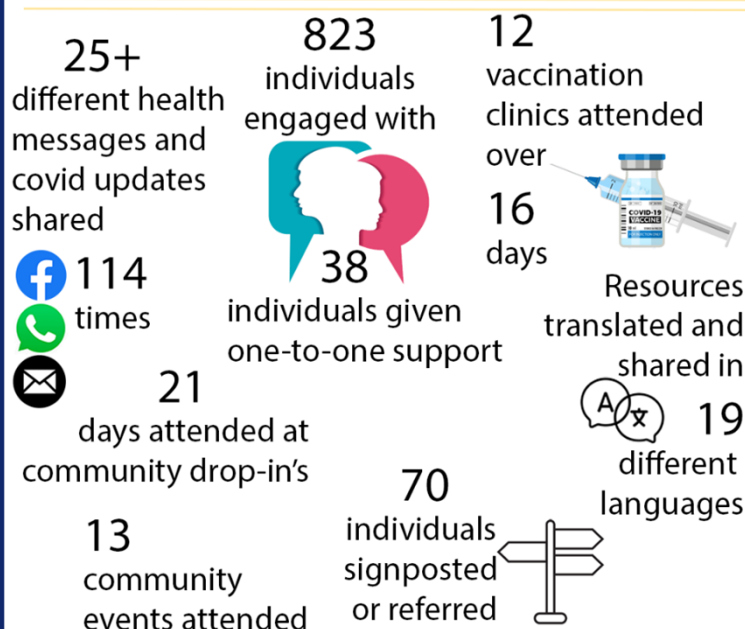 25+
different health
messages and
covid updates
shared
114
times
823
individuals
engaged with
38
individuals given
one-to-one support
12
vaccination
clinics attended
over
16
days
COVID-19
VACCINE
Resources
translated and
shared in
A 文
19
different
languages
21
days attended at
community drop-in's
70
individuals
signposted
or referred
13
community
events attended